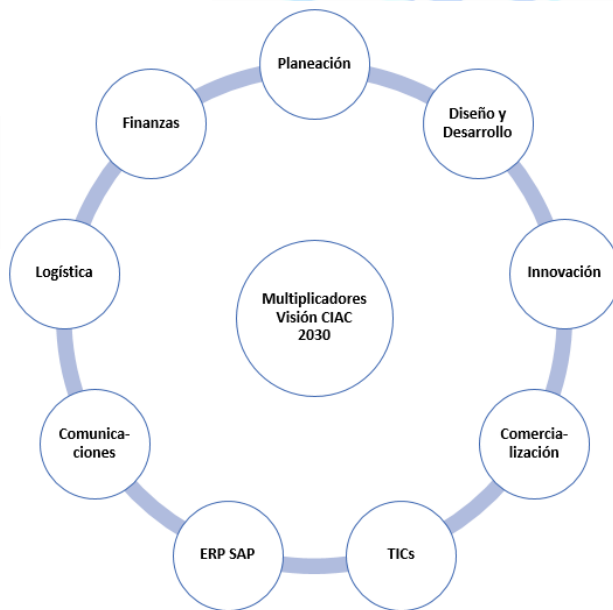 Planeación
Diseño y
Desarrollo
Innovación
Comercia-
lización
TICs
ERP SAP
Comunica-
ciones
Logística
Finanzas
Multiplicadores
Visión CIAC
2030